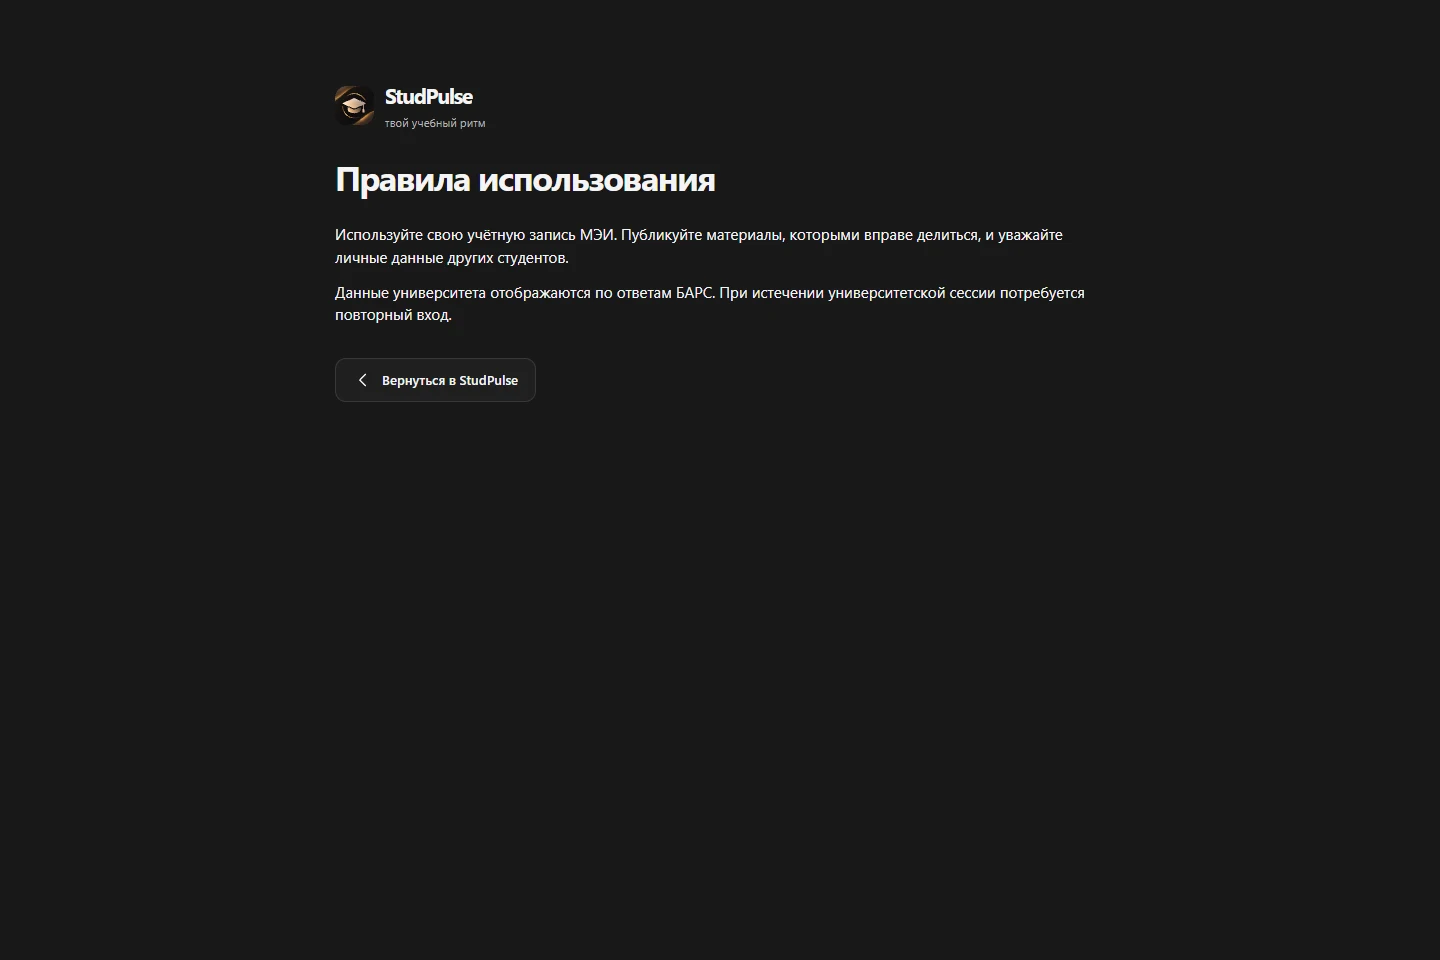 StudPulse
твой учебный ритм
Правила использования
Используйте свою учётную запись МЭИ. Публикуйте материалы, которыми вправе делиться, и уважайте
личные данные других студентов.
Данные университета отображаются по ответам БАРС. При истечении университетской сессии потребуется
повторный вход.
Вернуться в StudPulse